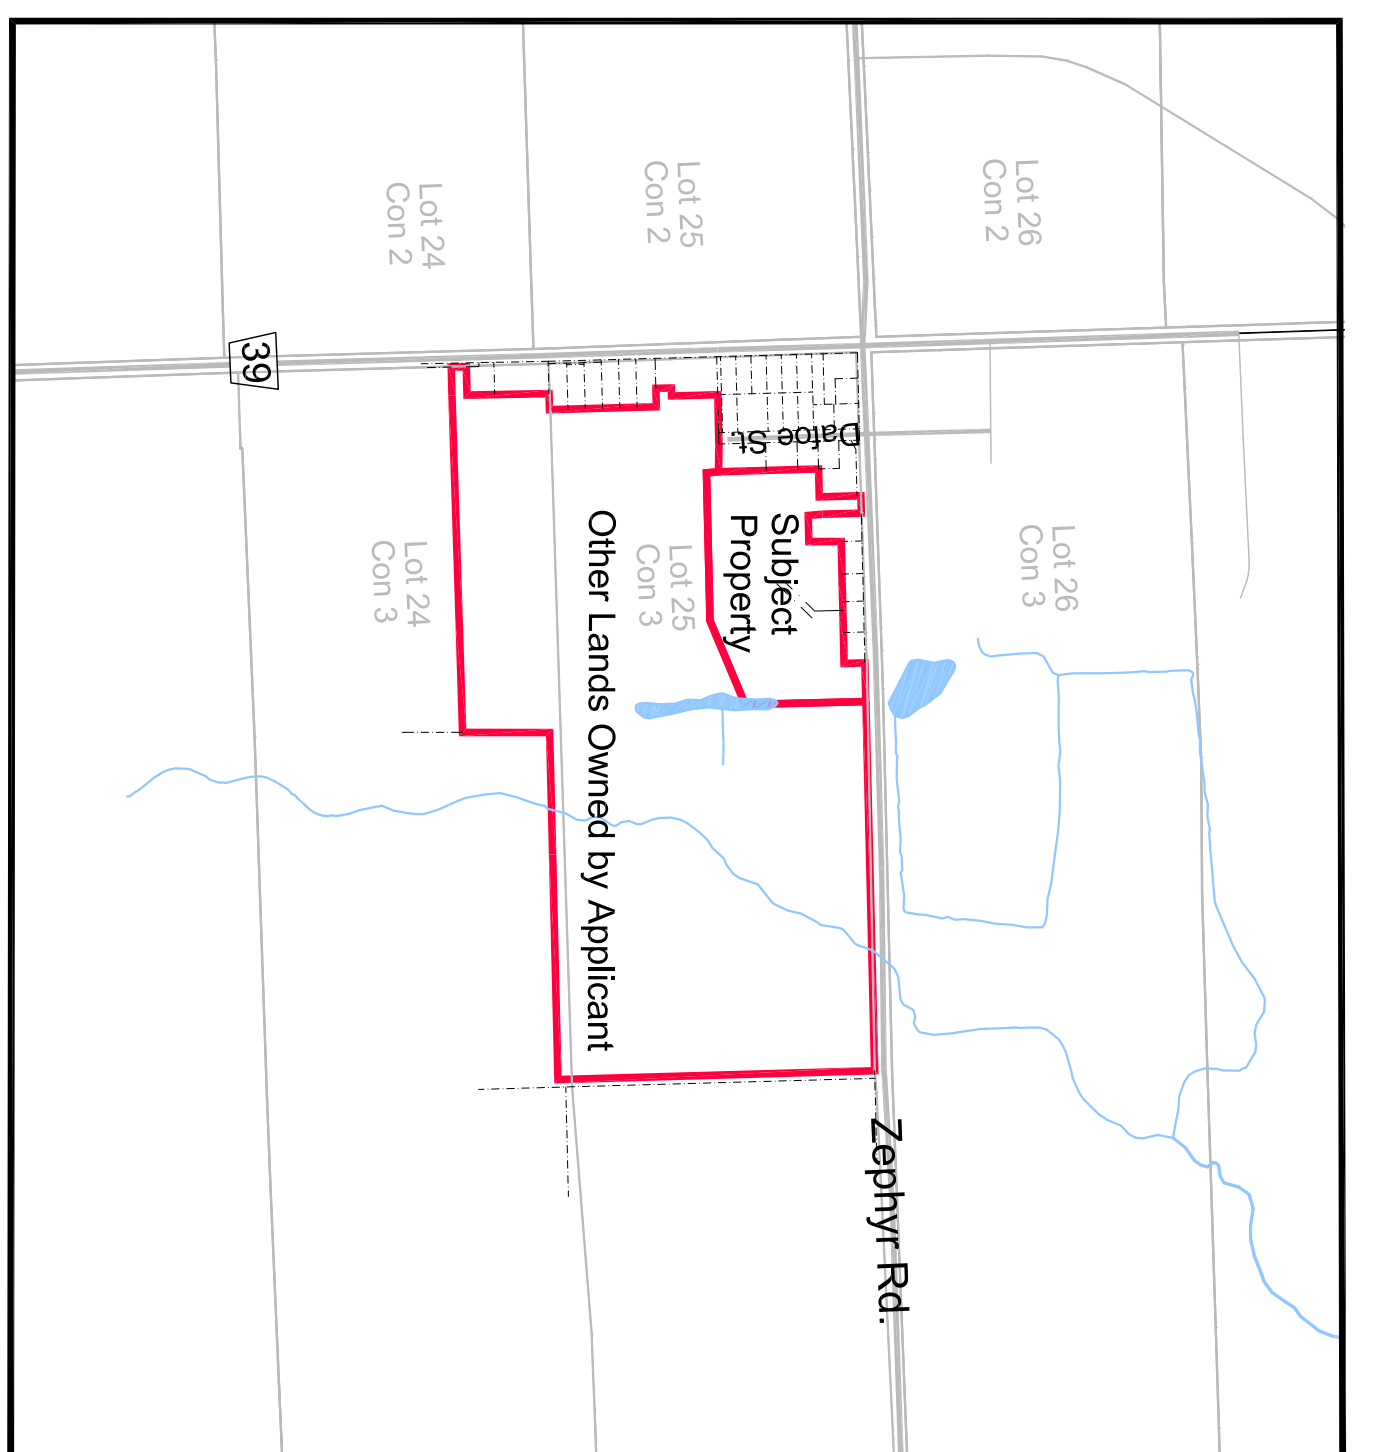 Lot 26
Con 2
Lot 25
Con 2
Lot 24
Con 2
39
Datoe St.
Subject
Property
Lot 26
Con 3
Lot 25
Con 3
Lot 24
Con 3
Other Lands Owned by Applicant
Zephyr Rd.